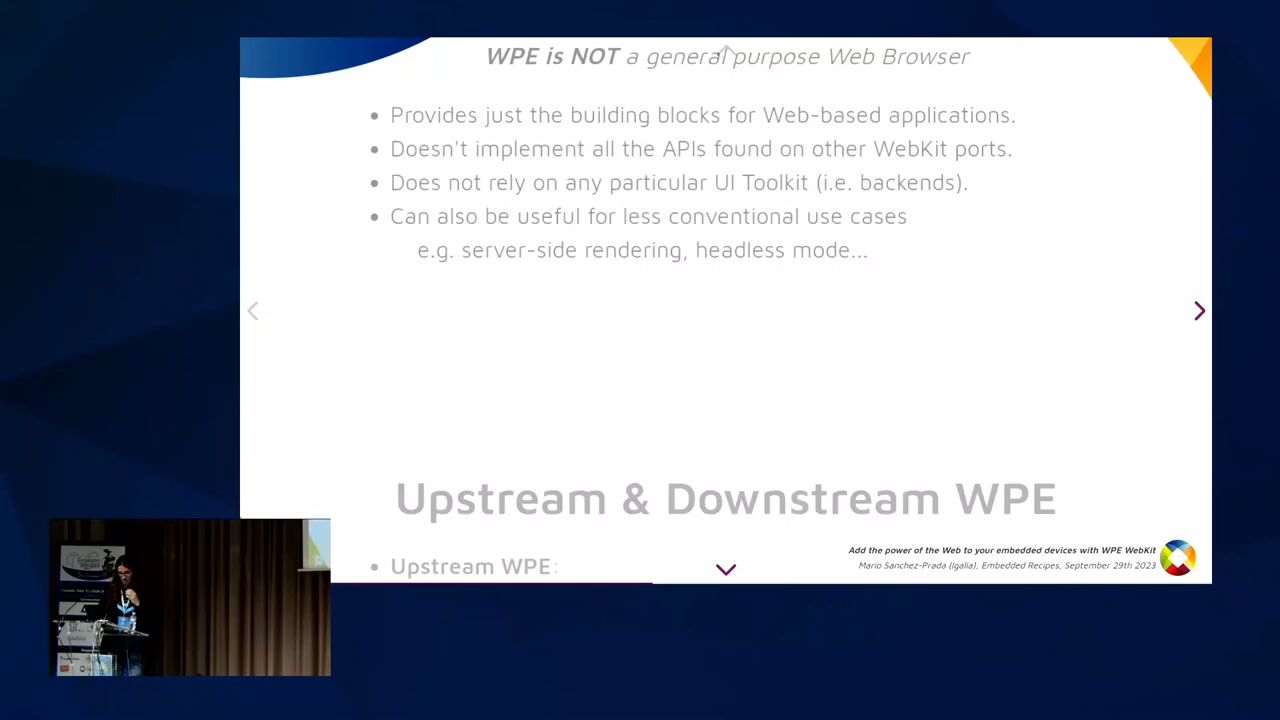 WPE is NOT a general purpose Web Browser
Provides just the building blocks for Web-based applications.
Doesn't implement all the APIs found on other WebKit ports.
Does not rely on any particular UI Toolkit (i.e. backends).
Can also be useful for less conventional use cases
e.g. server-side rendering, headless mode...
Upstream & Downstream WPE
Upstream WPE:
Add the power of the Web to your embedded devices with WPE WebKit
Mario Sánchez-Prada (Igalia), Embedded Recipes, September 29th 2023